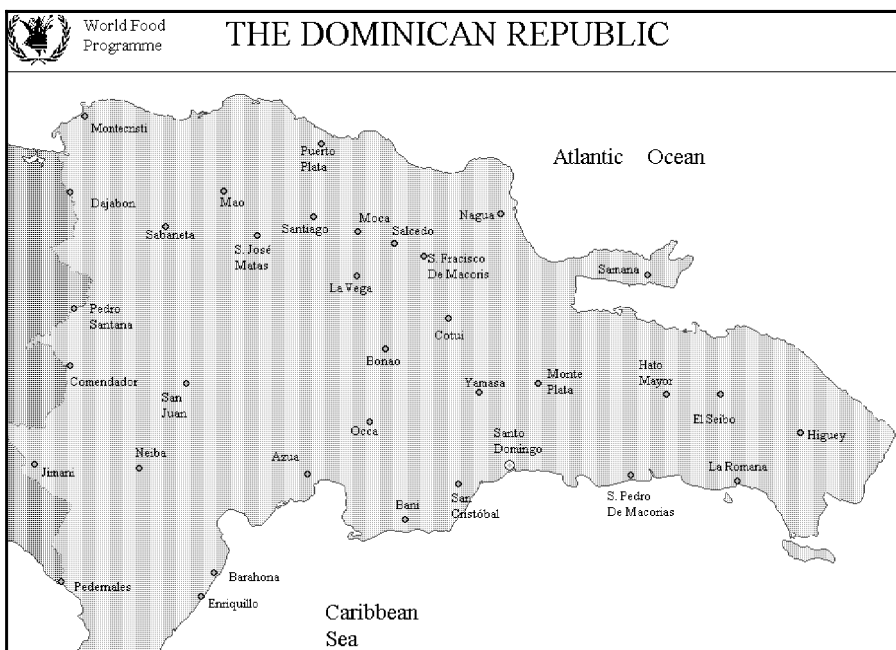 World Food
Programme
THE DOMINICAN REPUBLIC
Montecristi
Puerto
Plata
Atlantic Ocean
Dajabon
Mao
Sabaneta
S. José
Matas
Santiago
Moca
Salcedo
Nagua
S. Fracisco
De Macoris
La Vega
Samana
Pedro
Santana
Cotui
Bonao
Comendador
San
Juan
Yamasa
Monte
Plata
Hato
Mayor
El Seibo
Higuey
Occa
Santo
Domingo
Jimani
Neiba
Azua
La Romana
Bani
San
Cristóbal
S. Pedro
De Macorias
Pedernales
Barahona
Enriquillo
Caribbean
Sea